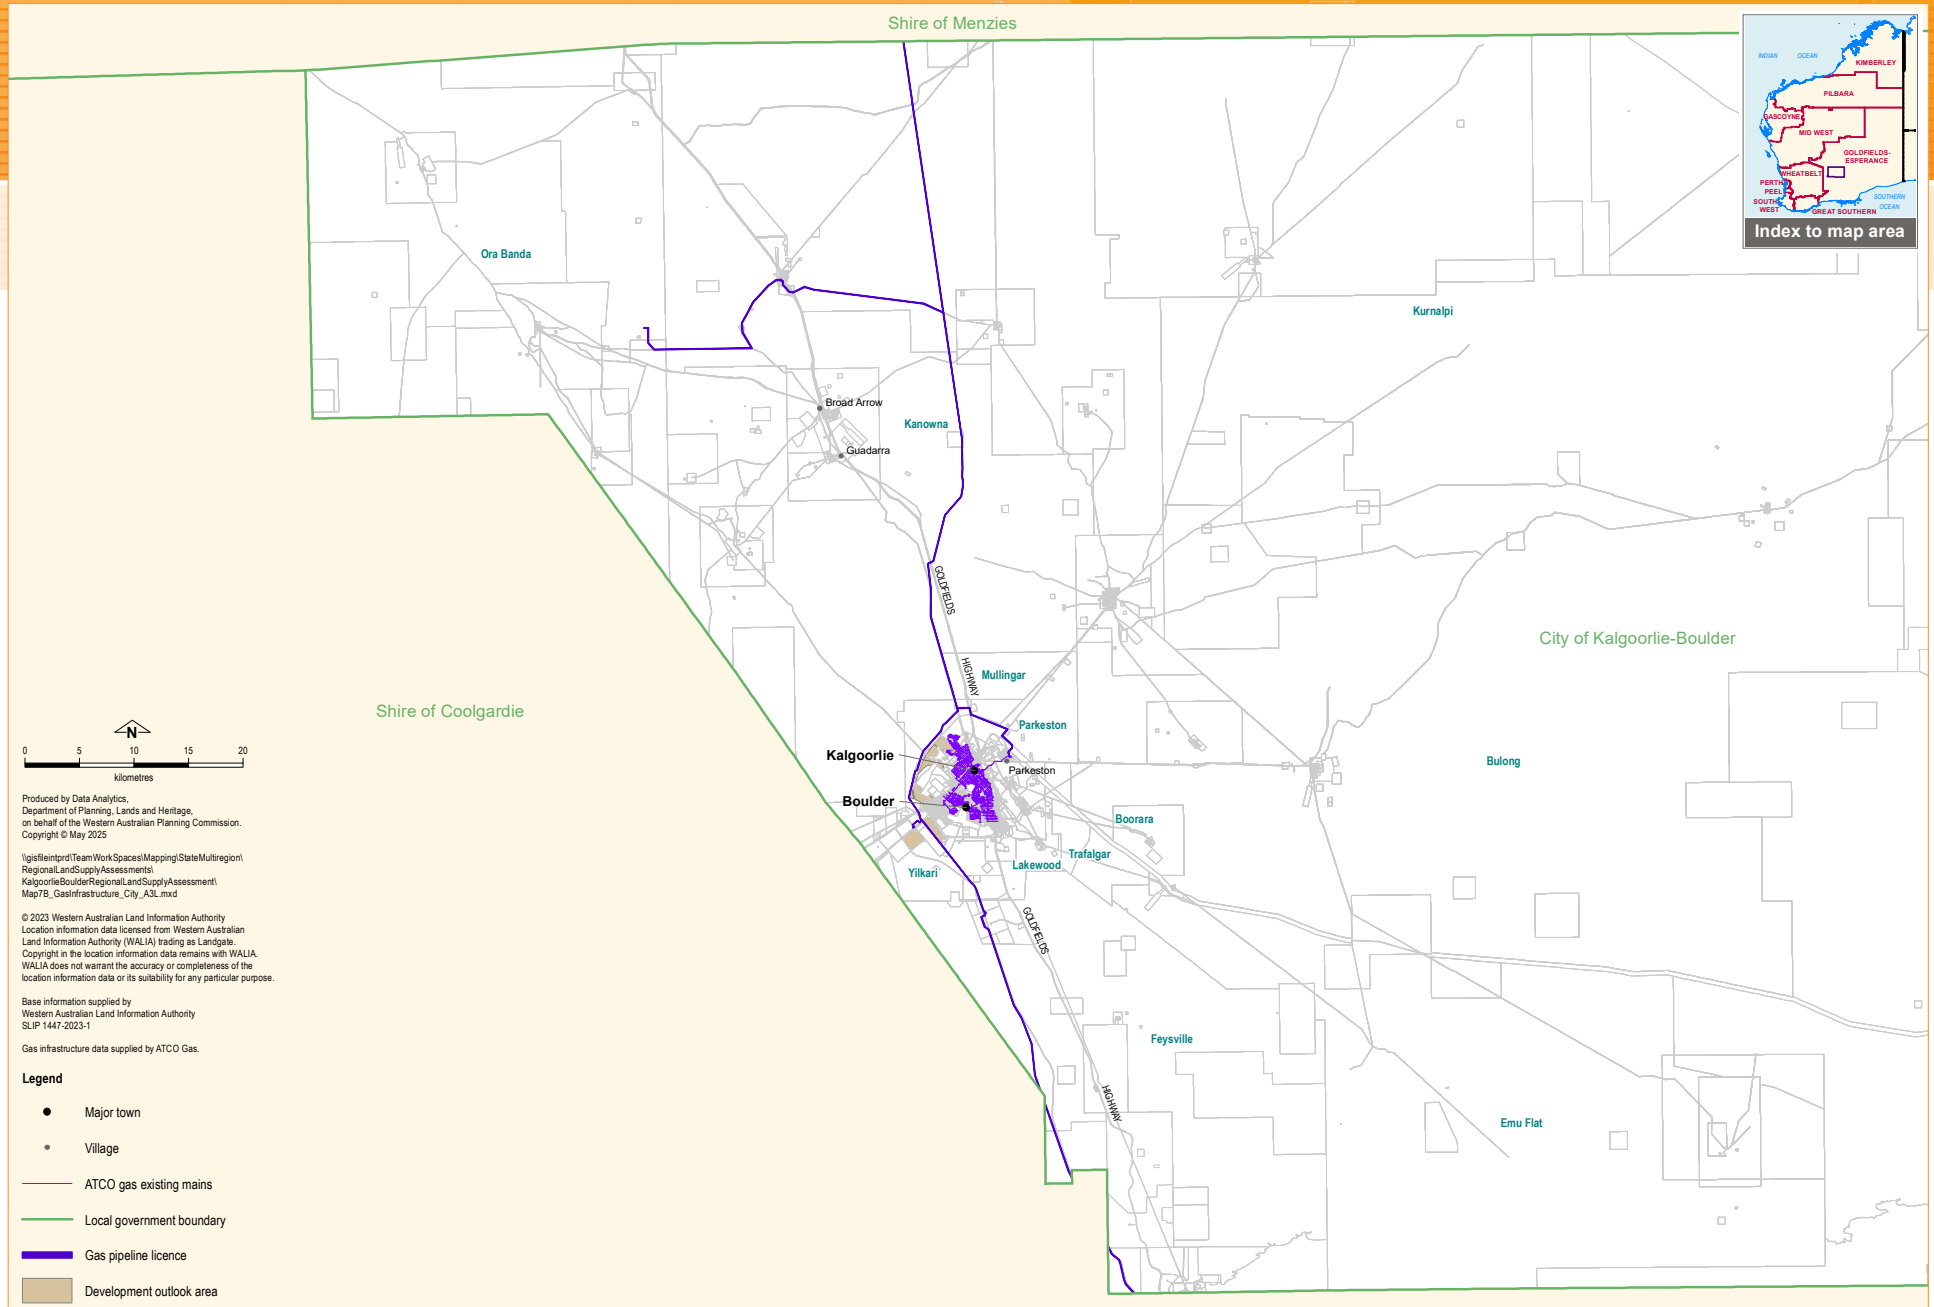 Shire of Menzies
INDIAN OCEAN
KIMBERLEY
PILBARA
GASCOYNE
MID WEST
GOLDFIELDS-
ESPERANCE
WHEATBELT
PERTH
PEEL
SOUTH
WEST
GREAT SOUTHERN
SOUTHERN
OCEAN
Index to map area
Ora Banda
Kurnalpi
Broad Arrow
Kanowna
Guadarra
GOLDFIELDS
HIGHWAY
City of Kalgoorlie-Boulder
Mullingar
Shire of Coolgardie
Parkeston
Kalgoorlie
Parkeston
Bulong
Boulder
Boorara
Trafalgar
Lakewood
Yilkari
GOLDFIELDS
HIGHWAY
Feysville
Emu Flat
N
0 5 10 15 20
kilometres
Produced by Data Analytics,
Department of Planning, Lands and Heritage,
on behalf of the Western Australian Planning Commission.
Copyright © May 2025
\\gisfileintprd\TeamWorkSpaces\Mapping\StateMultiregion\
RegionalLandSupplyAssessments\
KalgoorlieBoulderRegionalLandSupplyAssessment\
Map7B_GasInfrastructure_City_A3L.mxd
© 2023 Western Australian Land Information Authority
Location information data licensed from Western Australian
Land Information Authority (WALIA) trading as Landgate.
Copyright in the location information data remains with WALIA.
WALIA does not warrant the accuracy or completeness of the
location information data or its suitability for any particular purpose.
Base information supplied by
Western Australian Land Information Authority
SLIP 1447-2023-1
Gas infrastructure data supplied by ATCO Gas.
Legend
Major town
Village
ATCO gas existing mains
Local government boundary
Gas pipeline licence
Development outlook area